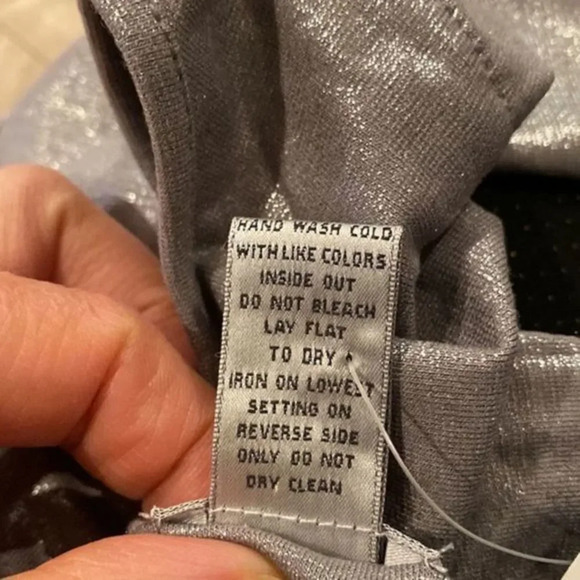 HAND WASH COLD
WITH LIKE COLORS
INSIDE OUT
DO NOT BLEACH
LAY FLAT
TO DRY
IRON ON LOWEST
SETTING ON
REVERSE SIDE
ONLY DO NOT
DRY CLEAN